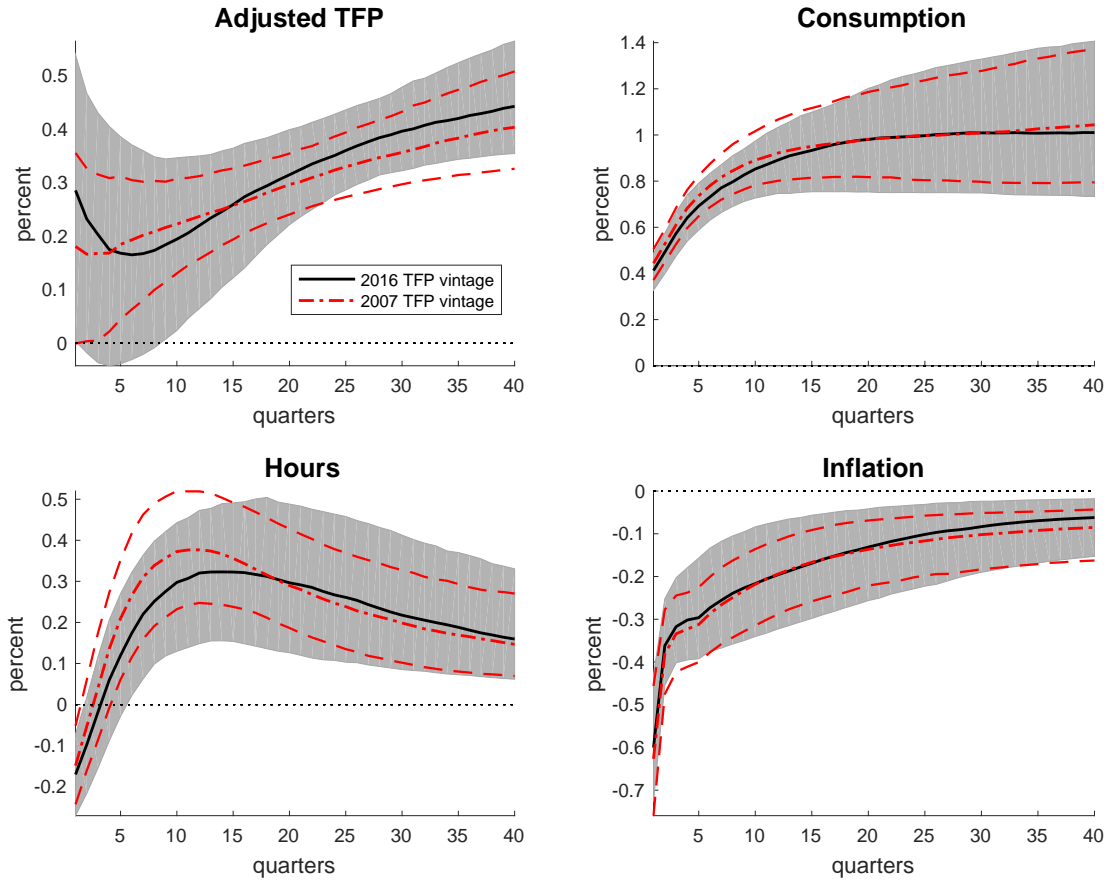 Adjusted TFP
percent
0.5
0.4
0.3
0.2
0.1
0
2016 TFP vintage
2007 TFP vintage
5 10 15 20 25 30 35 40
quarters
Consumption
percent
1.4
1.2
1
0.8
0.6
0.4
0.2
0
5 10 15 20 25 30 35 40
quarters
Hours
percent
0.5
0.4
0.3
0.2
0.1
0
-0.1
-0.2
5 10 15 20 25 30 35 40
quarters
Inflation
percent
0
-0.1
-0.2
-0.3
-0.4
-0.5
-0.6
-0.7
5 10 15 20 25 30 35 40
quarters